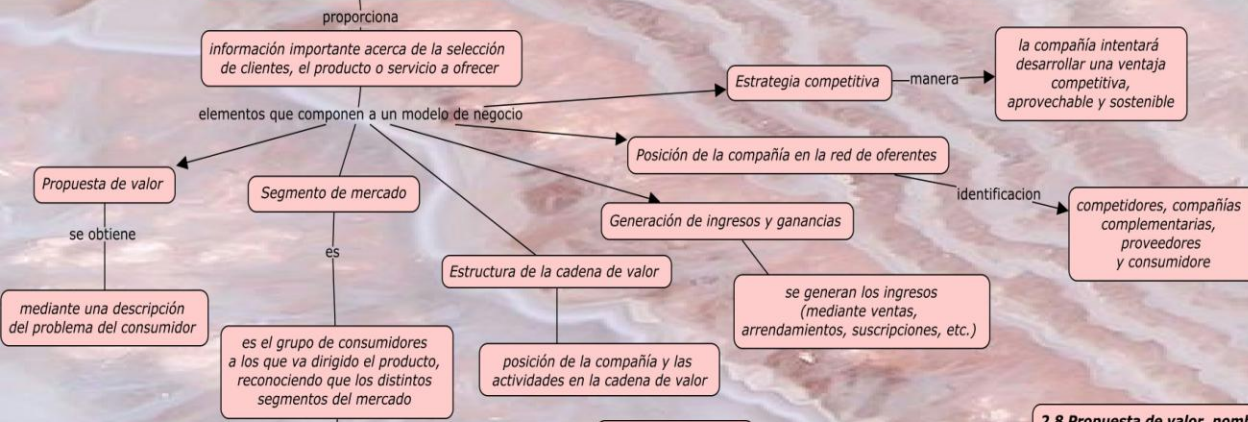 proporciona
información importante acerca de la selección
de clientes, el producto o servicio a ofrecer
elementos que componen a un modelo de negocio
Estrategia competitiva
manera
la compañía intentará
desarrollar una ventaja
competitiva,
aprovechable y sostenible
Posición de la compañía en la red de oferentes
identificacion
competidores, compañías
complementarias,
proveedores
y consumidore
Propuesta de valor
se obtiene
mediante una descripción
del problema del consumidor
Segmento de mercado
es
es el grupo de consumidores
a los que va dirigido el producto,
reconociendo que los distintos
segmentos del mercado
Estructura de la cadena de valor
posición de la compañía y las
actividades en la cadena de valor
Generación de ingresos y ganancias
se generan los ingresos
(mediante ventas,
arrendamientos, suscripciones, etc.)
2.8 Propuesta de valor